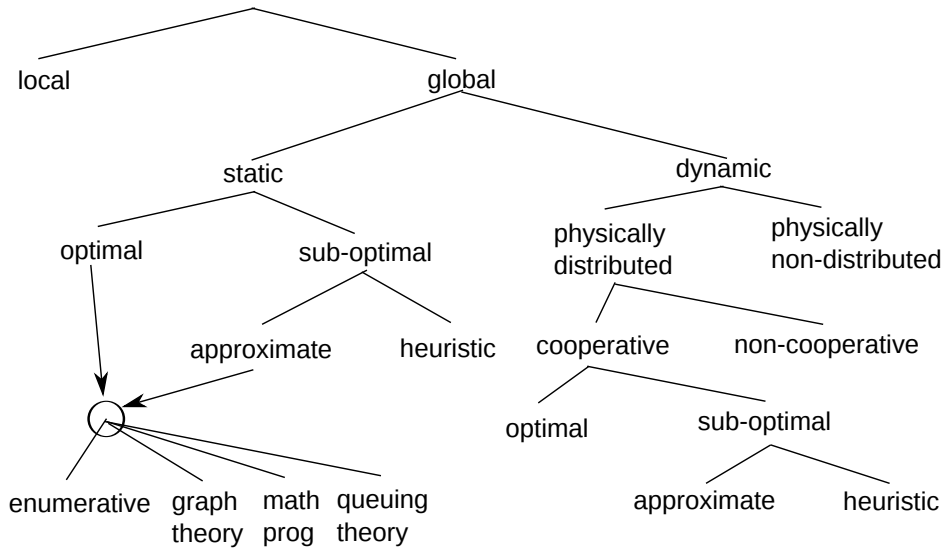 local
global
static
dynamic
optimal
sub-optimal
physically
distributed
physically
non-distributed
approximate
heuristic
cooperative
non-cooperative
optimal
sub-optimal
enumerative
graph
theory
math
prog
queuing
theory
approximate
heuristic